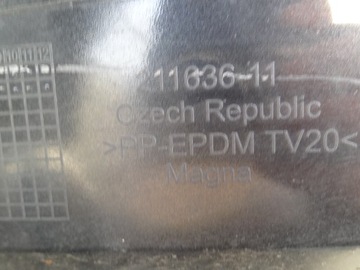 11636-11
Czech Republic
>PP-EPDM TV20<
Magna